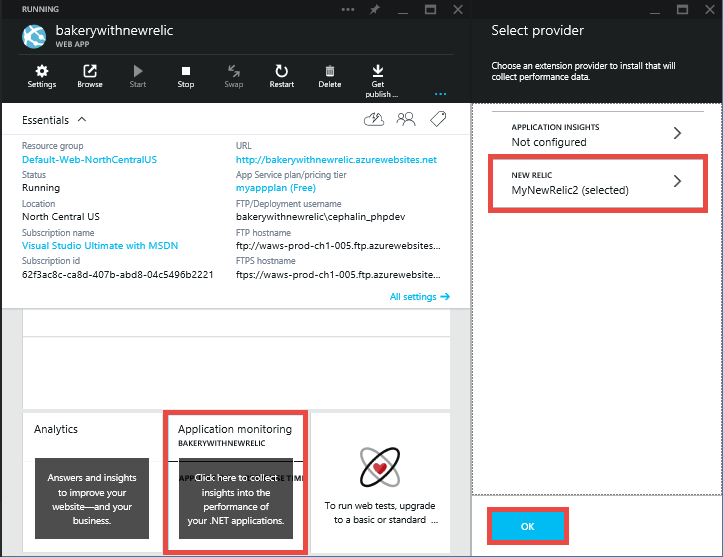 RUNNING
bakerywithnewrelic
WEB APP
Settings
Browse
Start
Stop
Swap
Restart
Delete
Get
publish ...
Essentials
Resource group
Default-Web-NorthCentralUS
Status
Running
Location
North Central US
Subscription name
Visual Studio Ultimate with MSDN
Subscription id
62f3ac8c-ca8d-407b-abd8-04c5496b2221
URL
http://bakerywithnewrelic.azurewebsites.net
App Service plan/pricing tier
myappplan (Free)
FTP/Deployment username
bakerywithnewrelic\cephalin_phpdev
FTP hostname
ftp://waws-prod-ch1-005.ftp.azurewebsites...
FTPS hostname
ftps://waws-prod-ch1-005.ftp.azurewebsite...
All settings
Analytics
Answers and insights
to improve your
website—and your
business.
Application monitoring
BAKERYWITHNEWRELIC
Click here to collect
insights into the
performance of
your .NET applications.
To run web tests, upgrade
to a basic or standard ...
Select provider
Choose an extension provider to install that will
collect performance data.
APPLICATION INSIGHTS
Not configured
NEW RELIC
MyNewRelic2 (selected)
OK